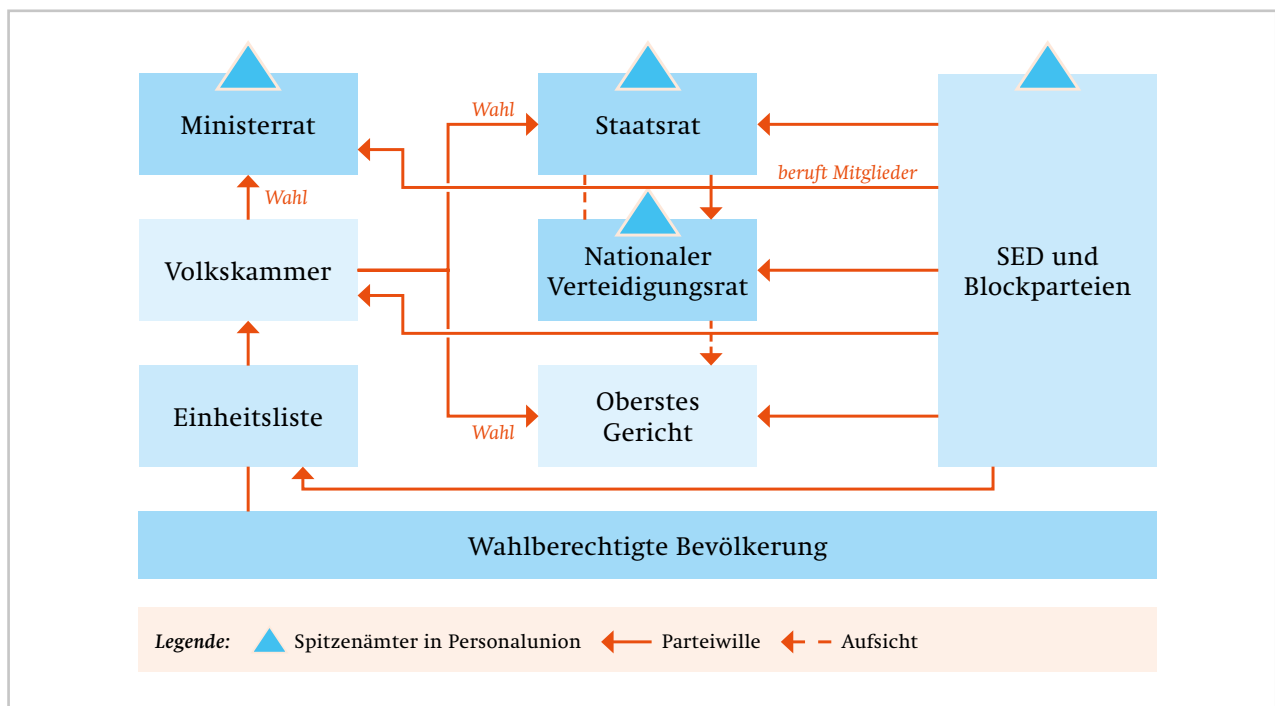 Ministerrat
Wahl
Staatsrat
beruft Mitglieder
Wahl
Volkskammer
Nationaler
Verteidigungsrat
SED und
Blockparteien
Einheitsliste
Wahl
Oberstes
Gericht
Wahlberechtigte Bevölkerung
Legende: Spitzenämter in Personalunion Parteiwille Aufsicht